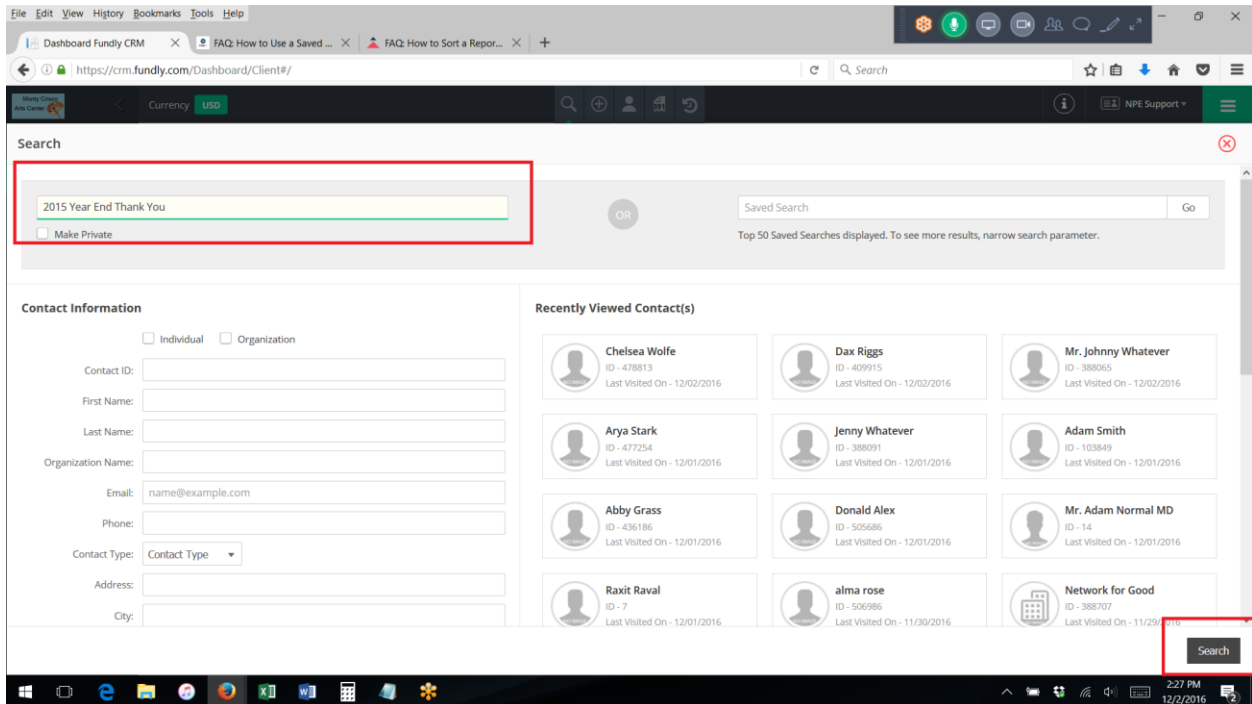 File Edit View History Bookmarks Tools Help
Dashboard Fundly CRM
FAQ: How to Use a Saved ...
FAQ: How to Sort a Repor...
https://crm.fundly.com/Dashboard/Client#/
Search
Monty Crisco
Arts Center
Currency USD
NPE Support
Search
2015 Year End Thank You
Make Private
OR
Saved Search
Go
Top 50 Saved Searches displayed. To see more results, narrow search parameter.
Contact Information
Individual Organization
Contact ID:
First Name:
Last Name:
Organization Name:
Email: name@example.com
Phone:
Contact Type: Contact Type
Address:
City:
Recently Viewed Contact(s)
Chelsea Wolfe
ID - 478813
Last Visited On - 12/02/2016
Dax Riggs
ID - 409915
Last Visited On - 12/02/2016
Mr. Johnny Whatever
ID - 388065
Last Visited On - 12/02/2016
Arya Stark
ID - 477254
Last Visited On - 12/01/2016
Jenny Whatever
ID - 388091
Last Visited On - 12/01/2016
Adam Smith
ID - 103849
Last Visited On - 12/01/2016
Abby Grass
ID - 436186
Last Visited On - 12/01/2016
Donald Alex
ID - 505686
Last Visited On - 12/01/2016
Mr. Adam Normal MD
ID - 14
Last Visited On - 12/01/2016
Raxit Raval
ID - 7
Last Visited On - 12/01/2016
alma rose
ID - 506986
Last Visited On - 11/30/2016
Network for Good
ID - 388707
Last Visited On - 11/29/2016
Search
2:27 PM
12/2/2016